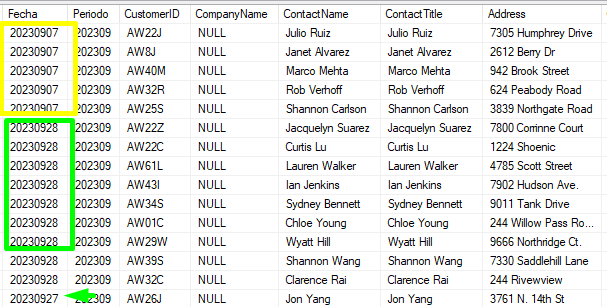 Fecha Periodo CustomerID CompanyName ContactName ContactTitle Address
20230907 202309 AW22J NULL Julio Ruiz Julio Ruiz 7305 Humphrey Drive
20230907 202309 AW8J NULL Janet Alvarez Janet Alvarez 2612 Berry Dr
20230907 202309 AW40M NULL Marco Mehta Marco Mehta 942 Brook Street
20230907 202309 AW32R NULL Rob Verhoff Rob Verhoff 624 Peabody Road
20230907 202309 AW25S NULL Shannon Carlson Shannon Carlson 3839 Northgate Road
20230928 202309 AW22Z NULL Jacquelyn Suarez Jacquelyn Suarez 7800 Corrinne Court
20230928 202309 AW22C NULL Curtis Lu Curtis Lu 1224 Shoenic
20230928 202309 AW61L NULL Lauren Walker Lauren Walker 4785 Scott Street
20230928 202309 AW43I NULL Ian Jenkins Ian Jenkins 7902 Hudson Ave.
20230928 202309 AW34S NULL Sydney Bennett Sydney Bennett 9011 Tank Drive
20230928 202309 AW01C NULL Chloe Young Chloe Young 244 Willow Pass Ro...
20230928 202309 AW29W NULL Wyatt Hill Wyatt Hill 9666 Northridge Ct.
20230928 202309 AW39S NULL Shannon Wang Shannon Wang 7330 Saddlehill Lane
20230928 202309 AW32C NULL Clarence Rai Clarence Rai 244 Rivewview
20230927 202309 AW26J NULL Jon Yang Jon Yang 3761 N. 14th St